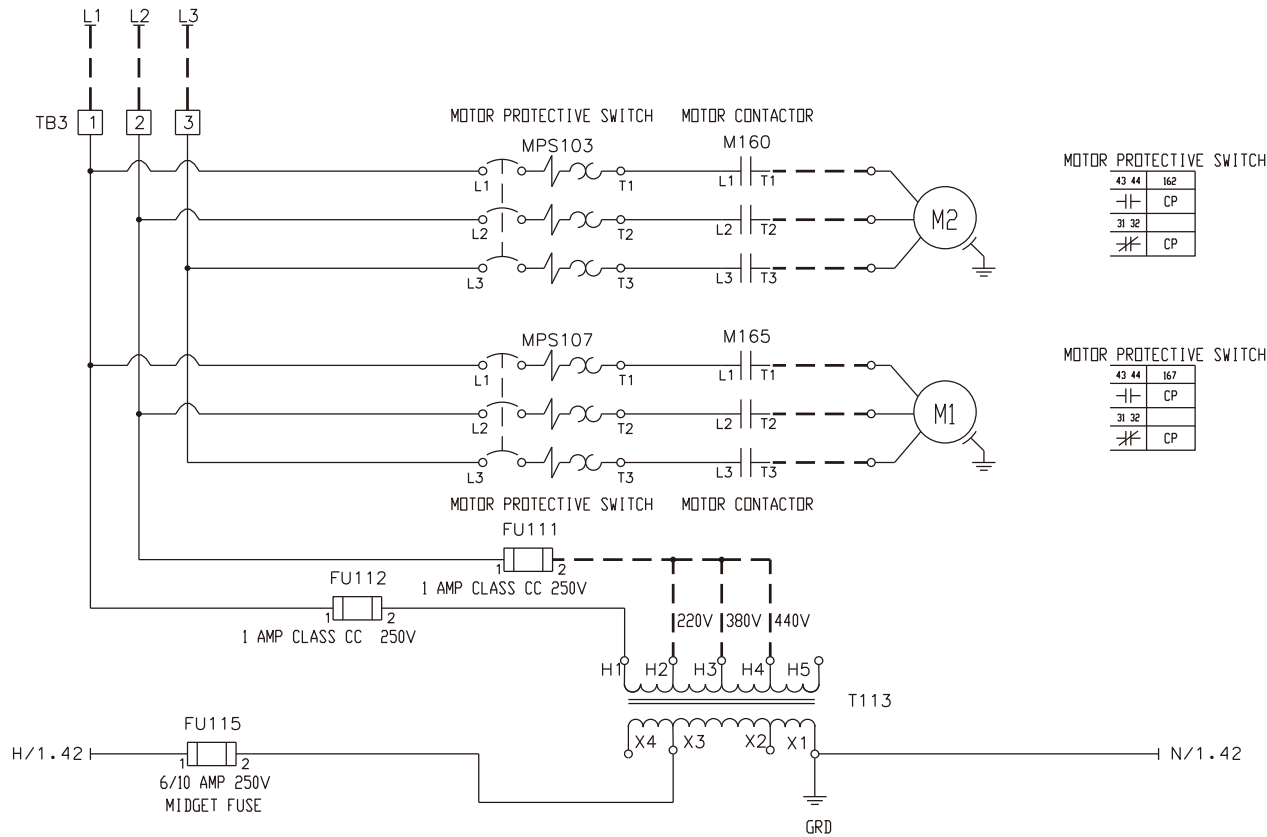 L1 L2 L3
TB3 1 2 3
MOTOR PROTECTIVE SWITCH MOTOR CONTACTOR
MPS103 M160
L1 T1 L1 T1
L2 T2 L2 T2
L3 T3 L3 T3
M2
MOTOR PROTECTIVE SWITCH
43 44 162
CP
31 32
CP
MPS107 M165
L1 T1 L1 T1
L2 T2 L2 T2
L3 T3 L3 T3
M1
MOTOR PROTECTIVE SWITCH
43 44 167
CP
31 32
CP
MOTOR PROTECTIVE SWITCH MOTOR CONTACTOR
FU111
1 2
1 AMP CLASS CC 250V
FU112
1 2
1 AMP CLASS CC 250V
220V 380V 440V
H1 H2 H3 H4 H5
T113
X4 X3 X2 X1
FU115
H/1.42 1 2 N/1.42
6/10 AMP 250V
MIDGET FUSE
GRD